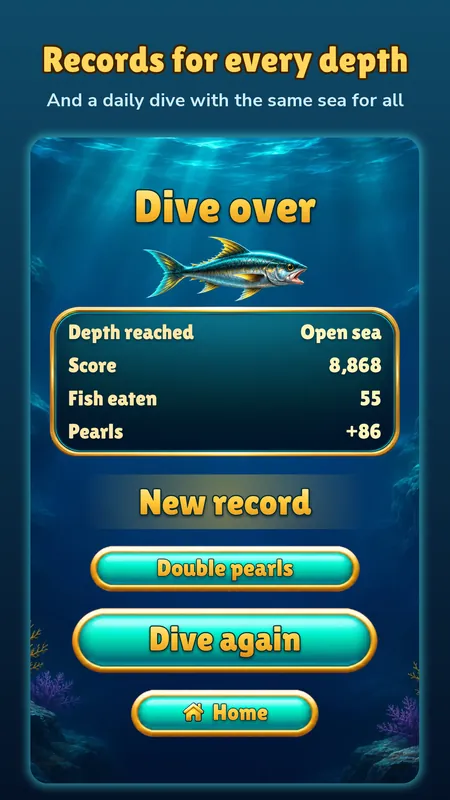 Records for every depth
And a daily dive with the same sea for all
Dive over
Depth reached Open sea
Score 8,868
Fish eaten 55
Pearls +86
New record
Double pearls
Dive again
Home